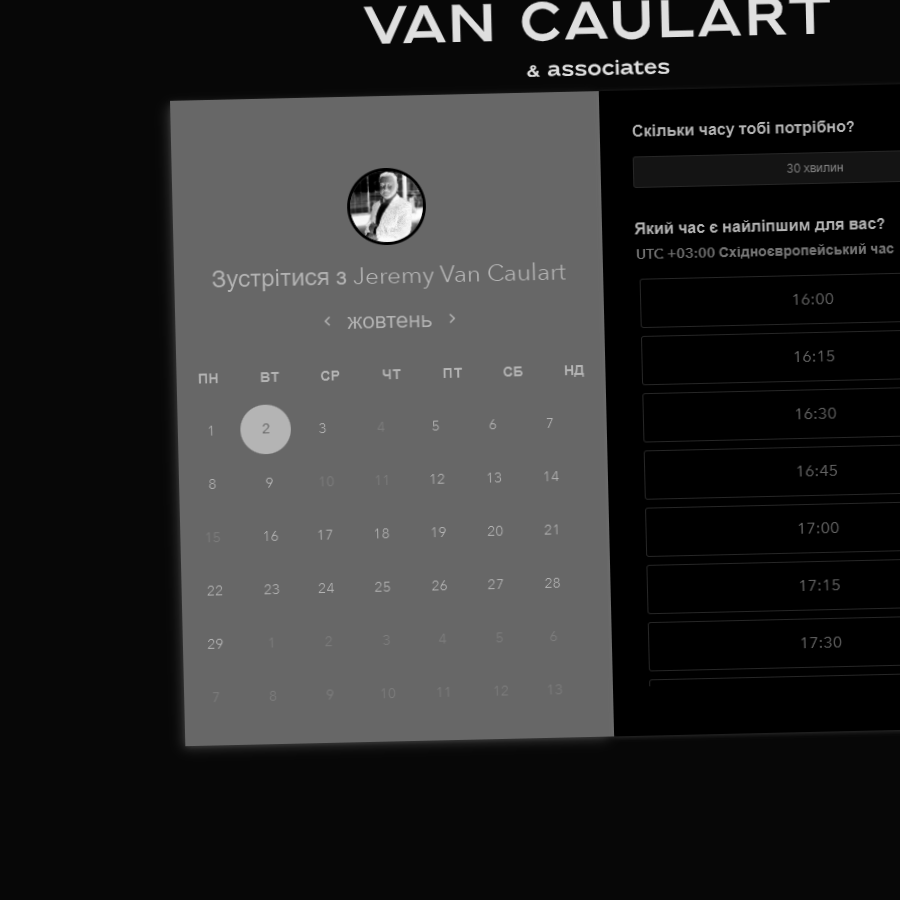 VAN CAULART
& associates
Зустрітися з Jeremy Van Caulart
жовтень
ПН ВТ СР ЧТ ПТ СБ НД
1 2 3 4 5 6 7
8 9 10 11 12 13 14
15 16 17 18 19 20 21
22 23 24 25 26 27 28
29 1 2 3 4 5 6
7 8 9 10 11 12 13
Скільки часу тобі потрібно?
30 хвилин
Який час є найліпшим для вас?
UTC +03:00 Східноєвропейський час
16:00
16:15
16:30
16:45
17:00
17:15
17:30